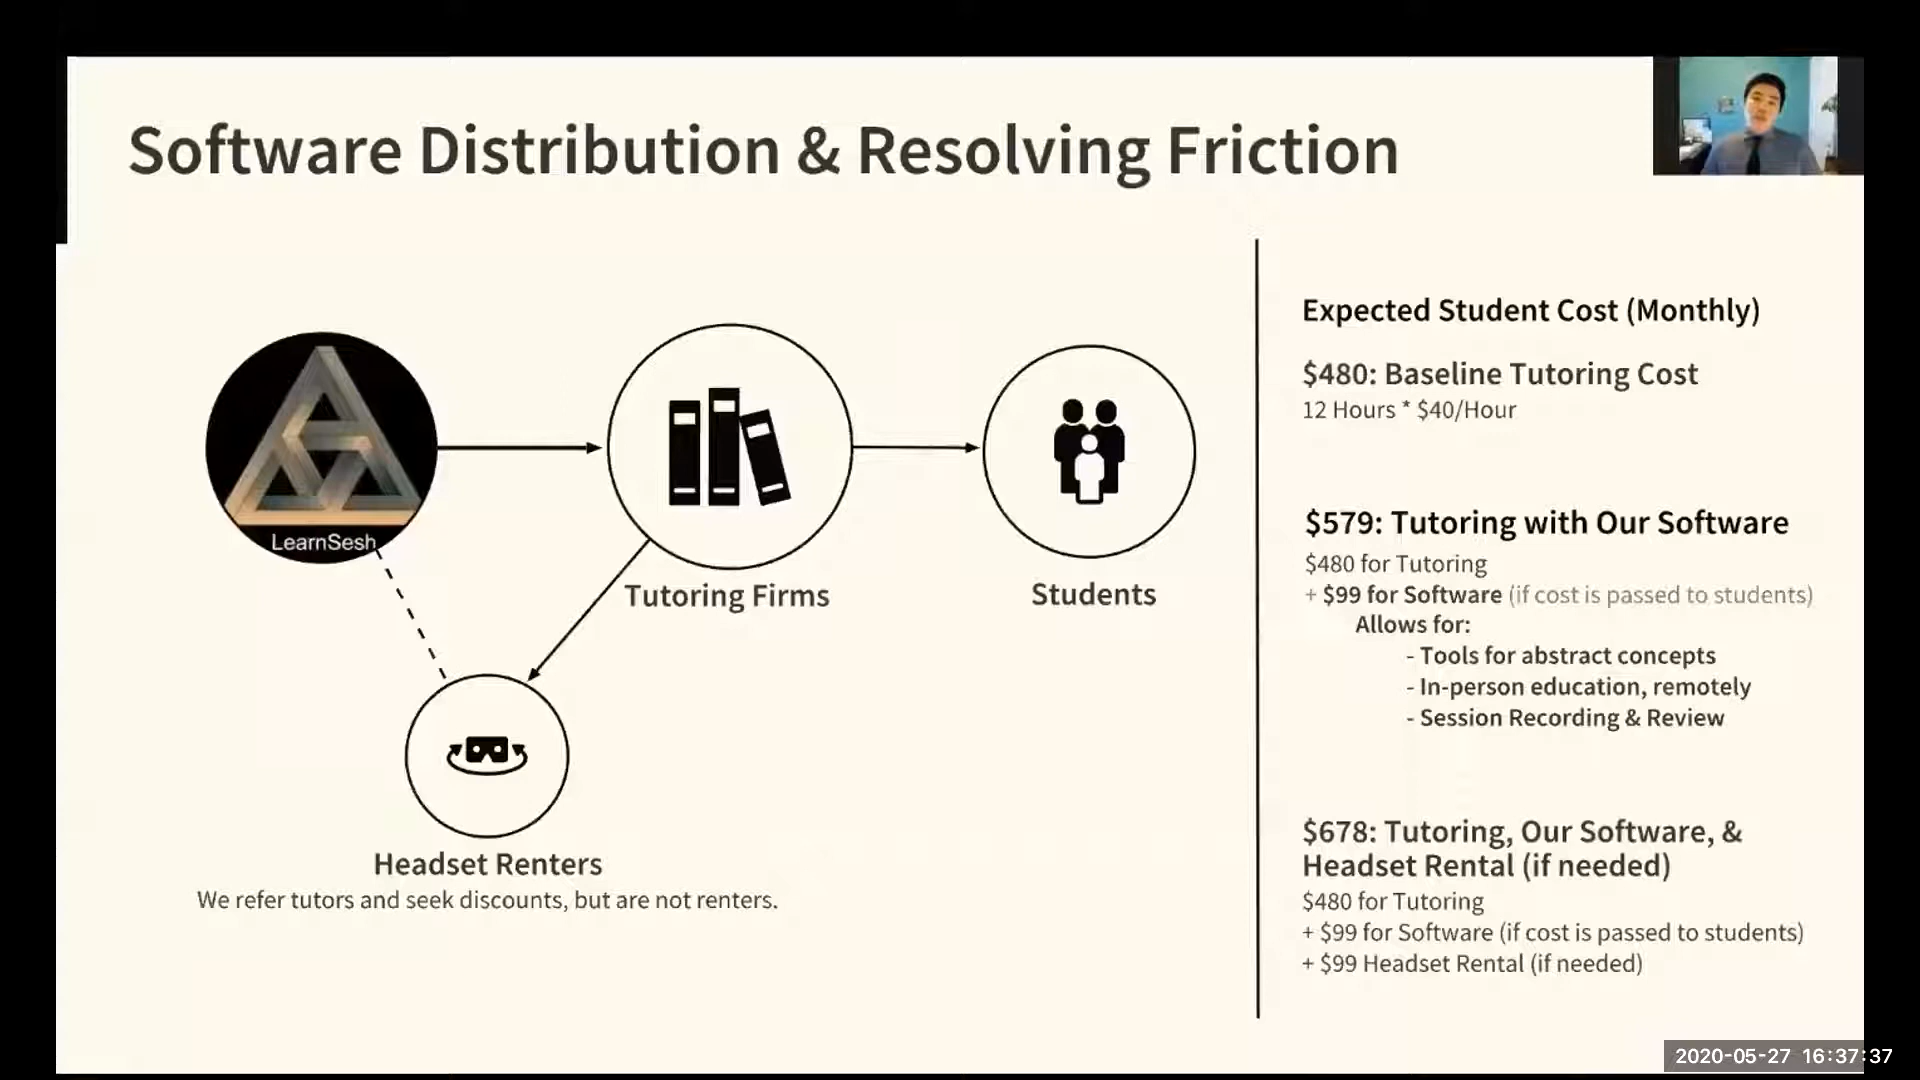 Software Distribution & Resolving Friction
LearnSesh
Tutoring Firms
Students
Headset Renters
We refer tutors and seek discounts, but are not renters.
Expected Student Cost (Monthly)
$480: Baseline Tutoring Cost
12 Hours * $40/Hour
$579: Tutoring with Our Software
$480 for Tutoring
+ $99 for Software (if cost is passed to students)
Allows for:
- Tools for abstract concepts
- In-person education, remotely
- Session Recording & Review
$678: Tutoring, Our Software, &
Headset Rental (if needed)
$480 for Tutoring
+ $99 for Software (if cost is passed to students)
+ $99 Headset Rental (if needed)
2020-05-27 16:37:37